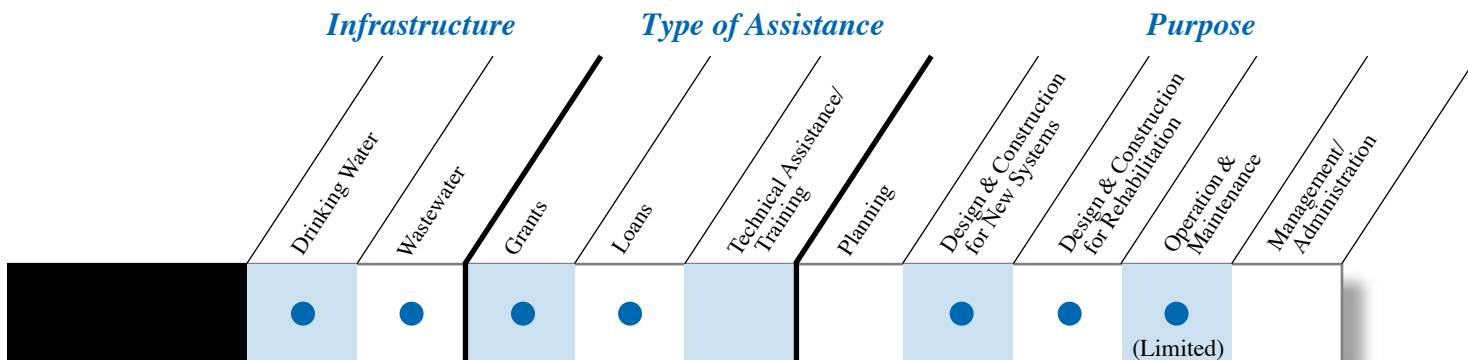 Infrastructure
Type of Assistance
Purpose
Drinking Water
Wastewater
Grants
Loans
Technical Assistance/
Training
Planning
Design & Construction
for New Systems
Design & Construction
for Rehabilitation
Operation &
Maintenance
Management/
Administration
(Limited)